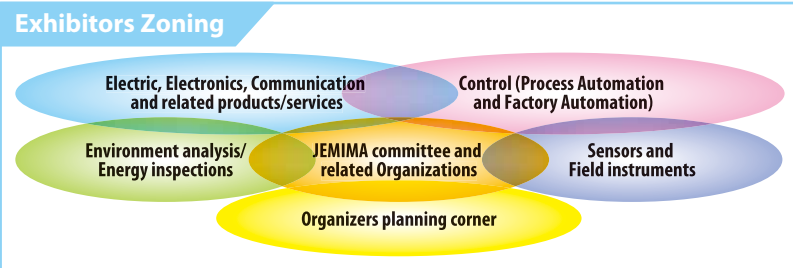 Exhibitors Zoning
Electric, Electronics, Communication
and related products/services
Control (Process Automation
and Factory Automation)
Environment analysis/
Energy inspections
JEMIMA committee and
related Organizations
Sensors and
Field instruments
Organizers planning corner